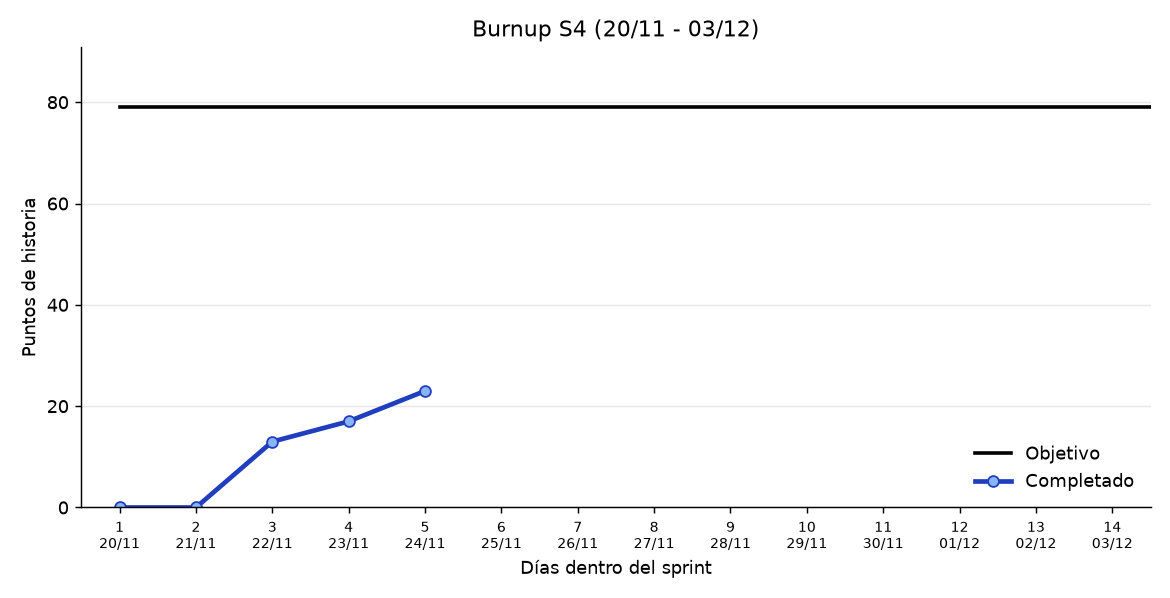 Burnup S4 (20/11 - 03/12)
Puntos de historia
80
60
40
20
0
1 2 3 4 5 6 7 8 9 10 11 12 13 14
20/11 21/11 22/11 23/11 24/11 25/11 26/11 27/11 28/11 29/11 30/11 01/12 02/12 03/12
Días dentro del sprint
Objetivo
Completado